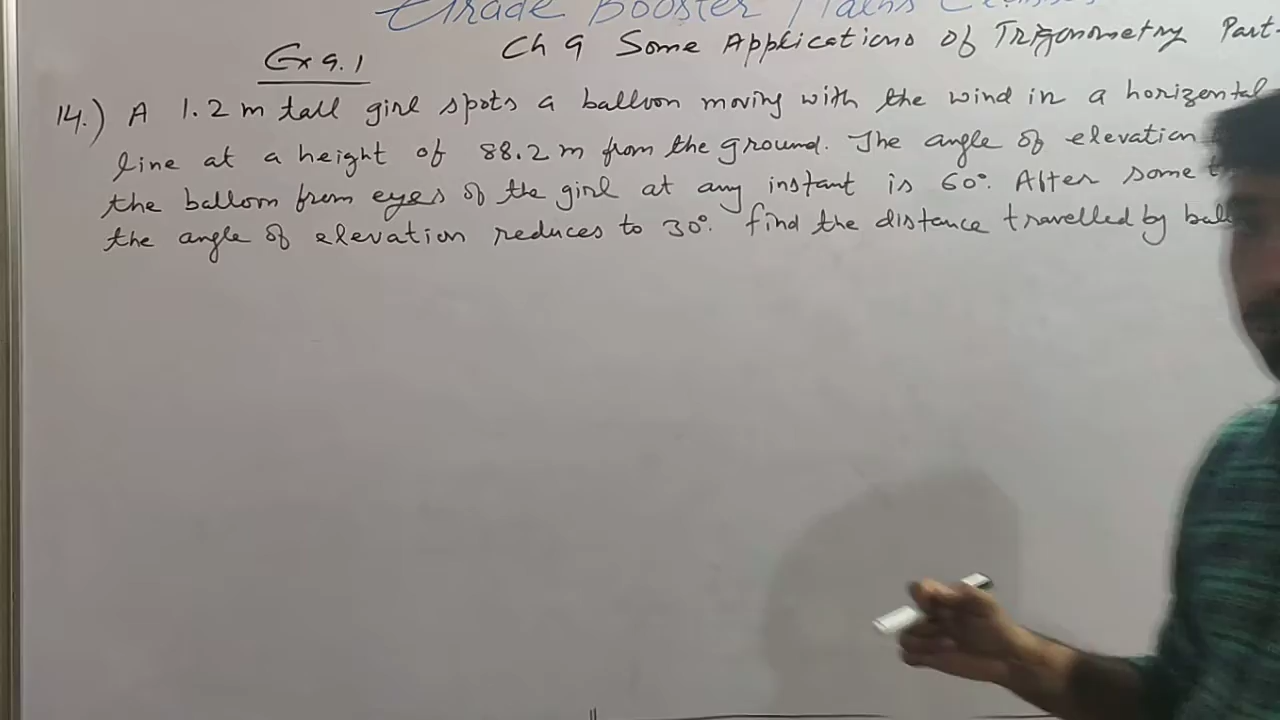 Grade Booster Maths Classes
Ch 9 Some Applications of Trigonometry Part-
Ex 9.1
14.) A 1.2 m tall girl spots a balloon moving with the wind in a horizental
line at a height of 88.2 m from the ground. The angle of elevation
the balloon from eyes of the girl at any instant is 60°. After some
the angle of elevation reduces to 30°. find the distance travelled by